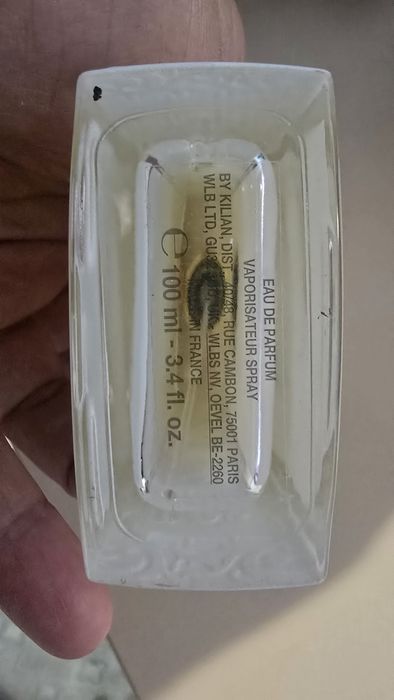 EAU DE PARFUM
VAPORISATEUR SPRAY
BY KILIAN, DIST. 40/48, RUE CAMBON, 75001 PARIS
WLB LTD, WLBS NV, OEVEL BE-2260
IN FRANCE
℮ 100 ml - 3.4 fl. oz.